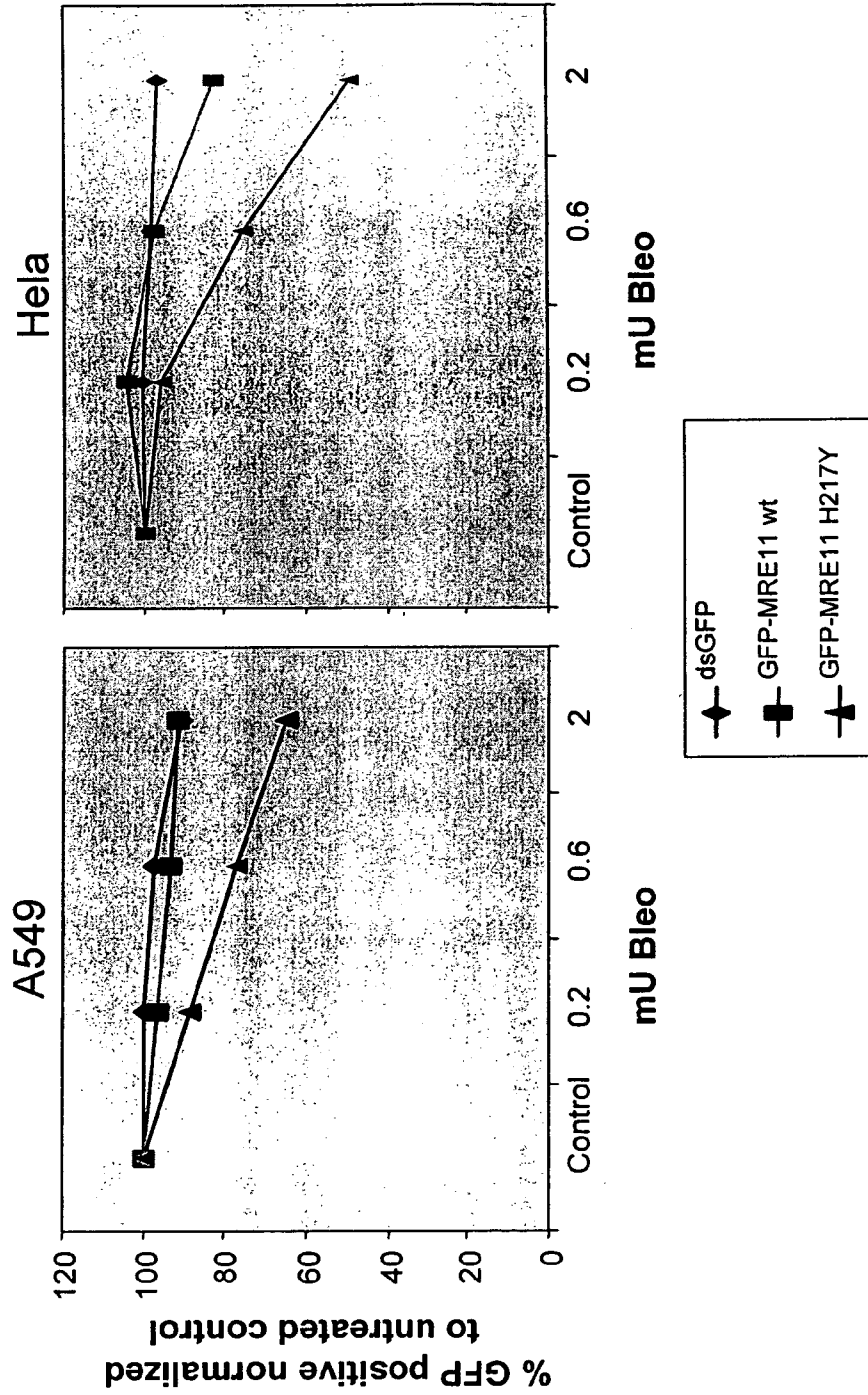 A549
Hela
% GFP positive normalized
to untreated control
120
100
80
60
40
20
0
Control
0.2
0.6
2
mU Bleo
Control
0.2
0.6
2
mU Bleo
dsGFP
GFP-MRE11 wt
GFP-MRE11 H217Y